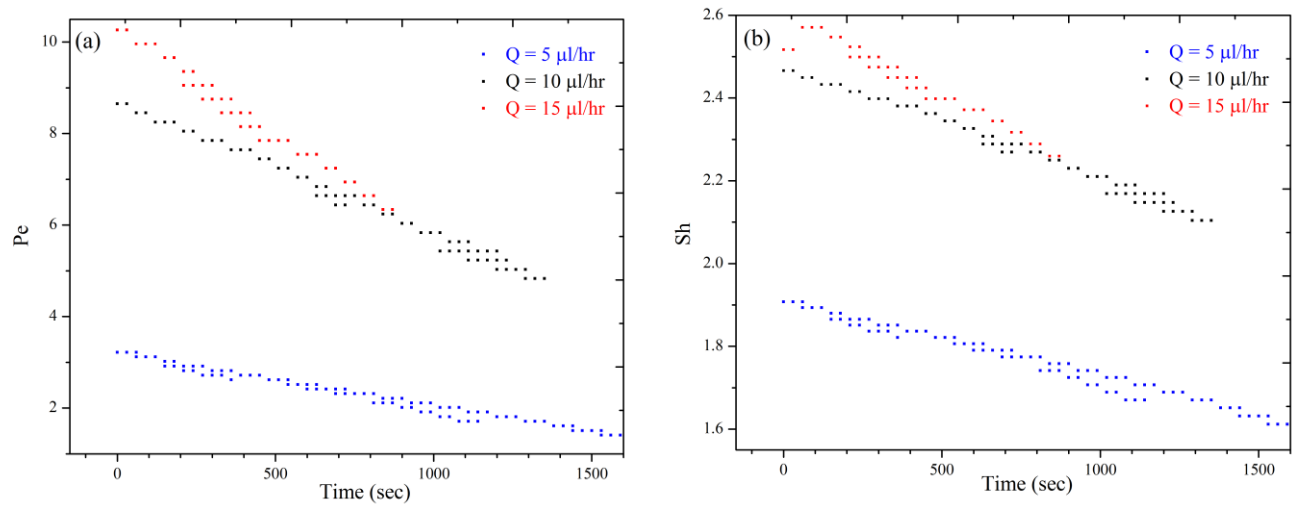 (a)
Q = 5 μl/hr
Q = 10 μl/hr
Q = 15 μl/hr
10
8
6
4
2
Pe
0
500
1000
1500
Time (sec)
(b)
Q = 5 μl/hr
Q = 10 μl/hr
Q = 15 μl/hr
2.6
2.4
2.2
2.0
1.8
1.6
Sh
0
500
1000
1500
Time (sec)